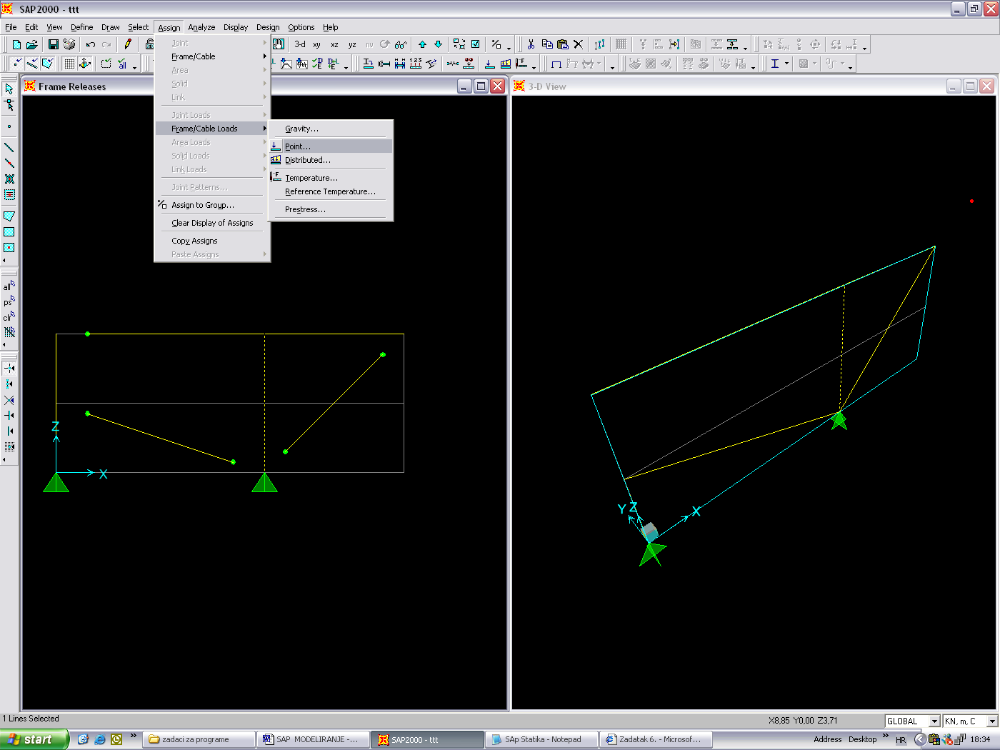 SAP2000 - ttt
File Edit View Define Draw Select Assign Analyze Display Design Options Help
3-d xy xz yz nv
Frame Releases
3-D View
Joint
Frame/Cable
Area
Solid
Link
Joint Loads
Frame/Cable Loads
Area Loads
Solid Loads
Link Loads
Joint Patterns...
Assign to Group...
Clear Display of Assigns
Copy Assigns
Paste Assigns
Gravity...
Point...
Distributed...
Temperature...
Reference Temperature...
Prestress...
all
ps
clr
Z
X
Y Z X
1 Lines Selected
X8,85 Y0,00 Z3,71
GLOBAL
KN, m, C
start
zadaci za programe
SAP MODELIRANJE -...
SAP2000 - ttt
SAp Statika - Notepad
Zadatak 6. - Microsof...
Address Desktop
HR
18:34